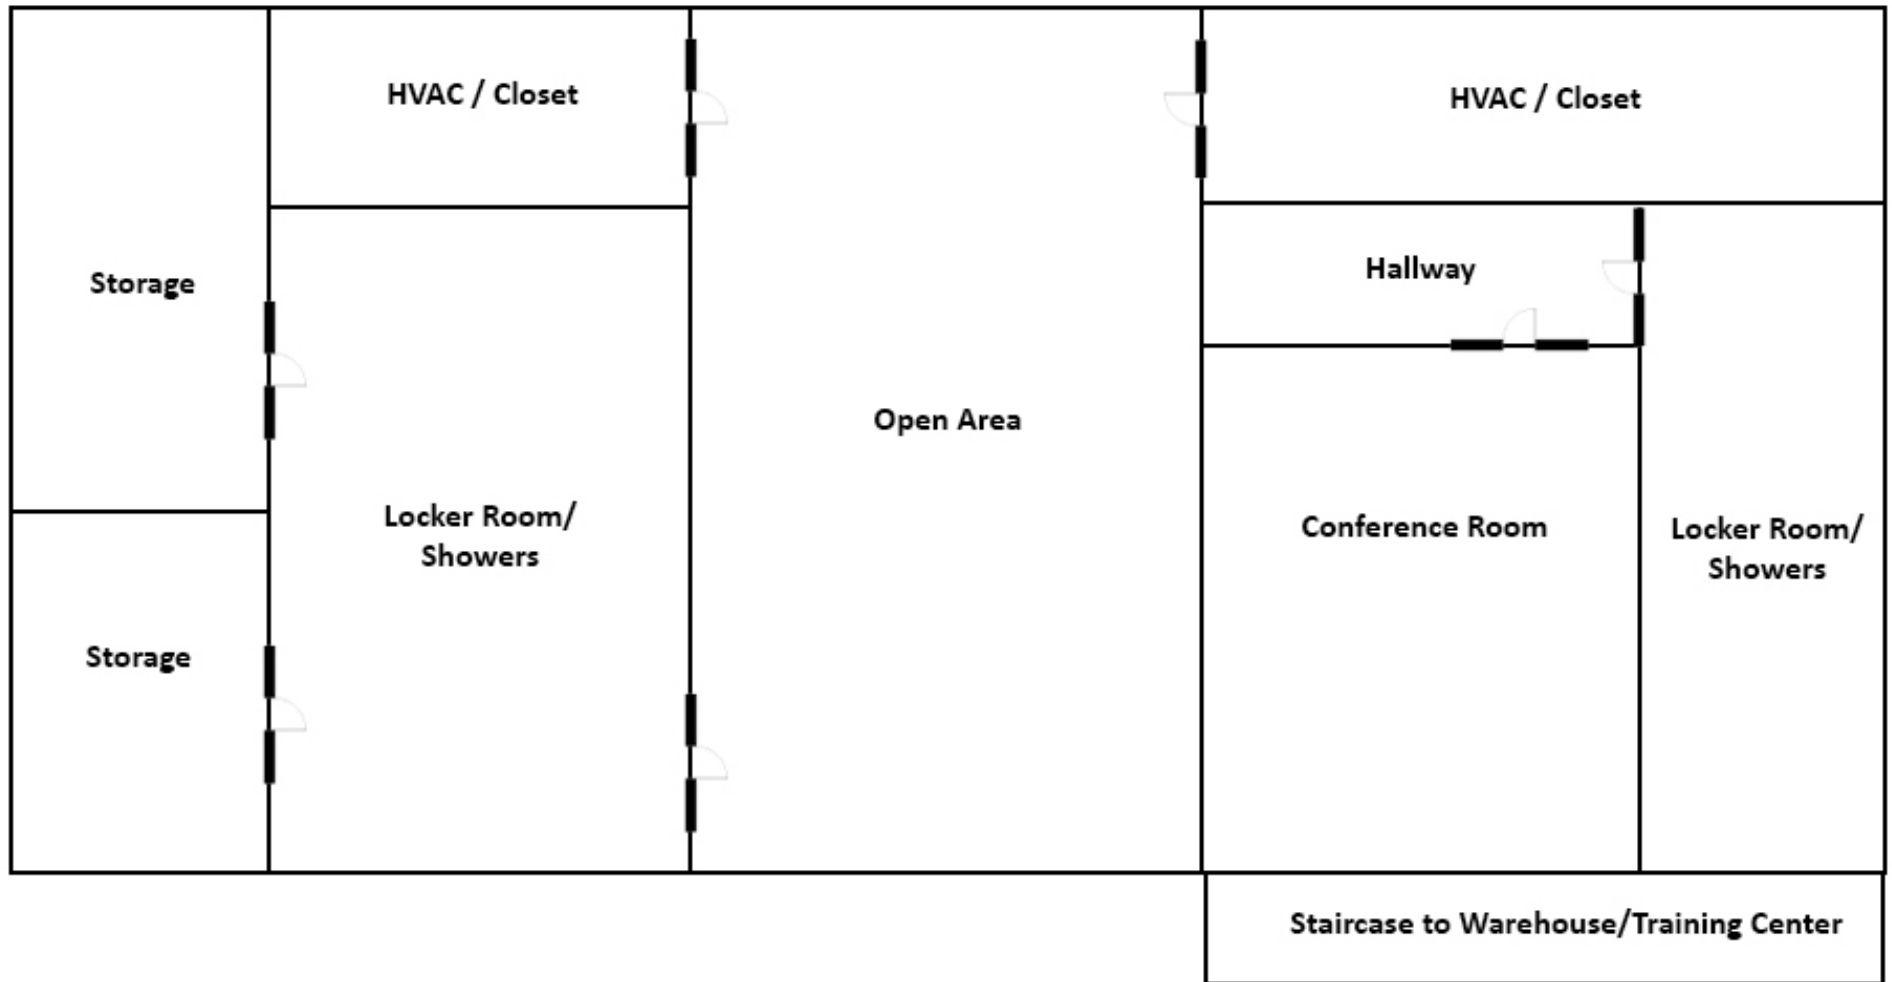 HVAC / Closet
HVAC / Closet
Storage
Hallway
Open Area
Locker Room/
Showers
Conference Room
Locker Room/
Showers
Storage
Staircase to Warehouse/Training Center